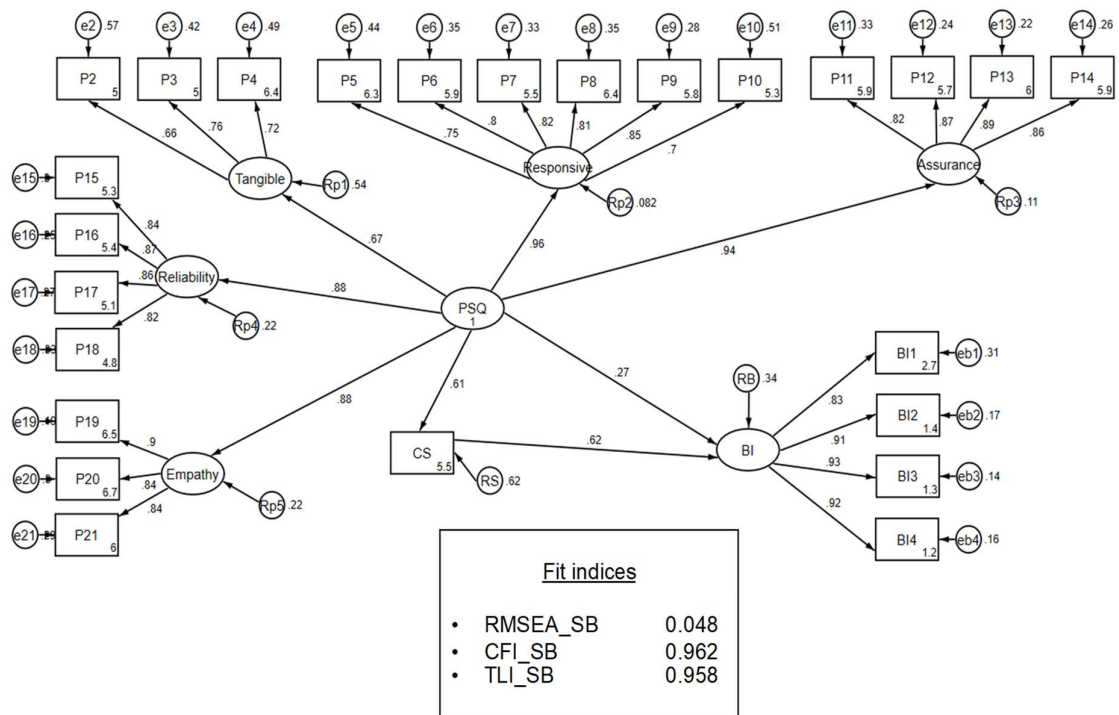 e2 .57 e3 .42 e4 .49 e5 .44 e6 .35 e7 .33 e8 .35 e9 .28 e10 .51 e11 .33 e12 .24 e13 .22 e14 .26
P2 P3 P4 P5 P6 P7 P8 P9 P10 P11 P12 P13 P14
5 5 6.4 6.3 5.9 5.5 6.4 5.8 5.3 5.9 5.7 6 5.9
.66 .76 .72 .75 .8 .82 .81 .85 .7 .82 .87 .89 .86
Tangible Responsive Assurance
Rp1 .54 Rp2 .082 Rp3 .11
e15 P15
5.3
.84
e16 P16
5.4
.87
e17 P17
5.1
.86
e18 P18
4.8
.82
Reliability
Rp4 .22
.67 .96 .94
.88
PSQ
1
.88 .61 .27
e19 P19
6.5
.9
e20 P20
6.7
.84
e21 P21
6
.84
Empathy
Rp5 .22
CS
5.5
RS .62
.62
RB .34
BI
.83 .91 .93 .92
BI1
2.7
eb1 .31
BI2
1.4
eb2 .17
BI3
1.3
eb3 .14
BI4
1.2
eb4 .16
Fit indices
• RMSEA_SB 0.048
• CFI_SB 0.962
• TLI_SB 0.958